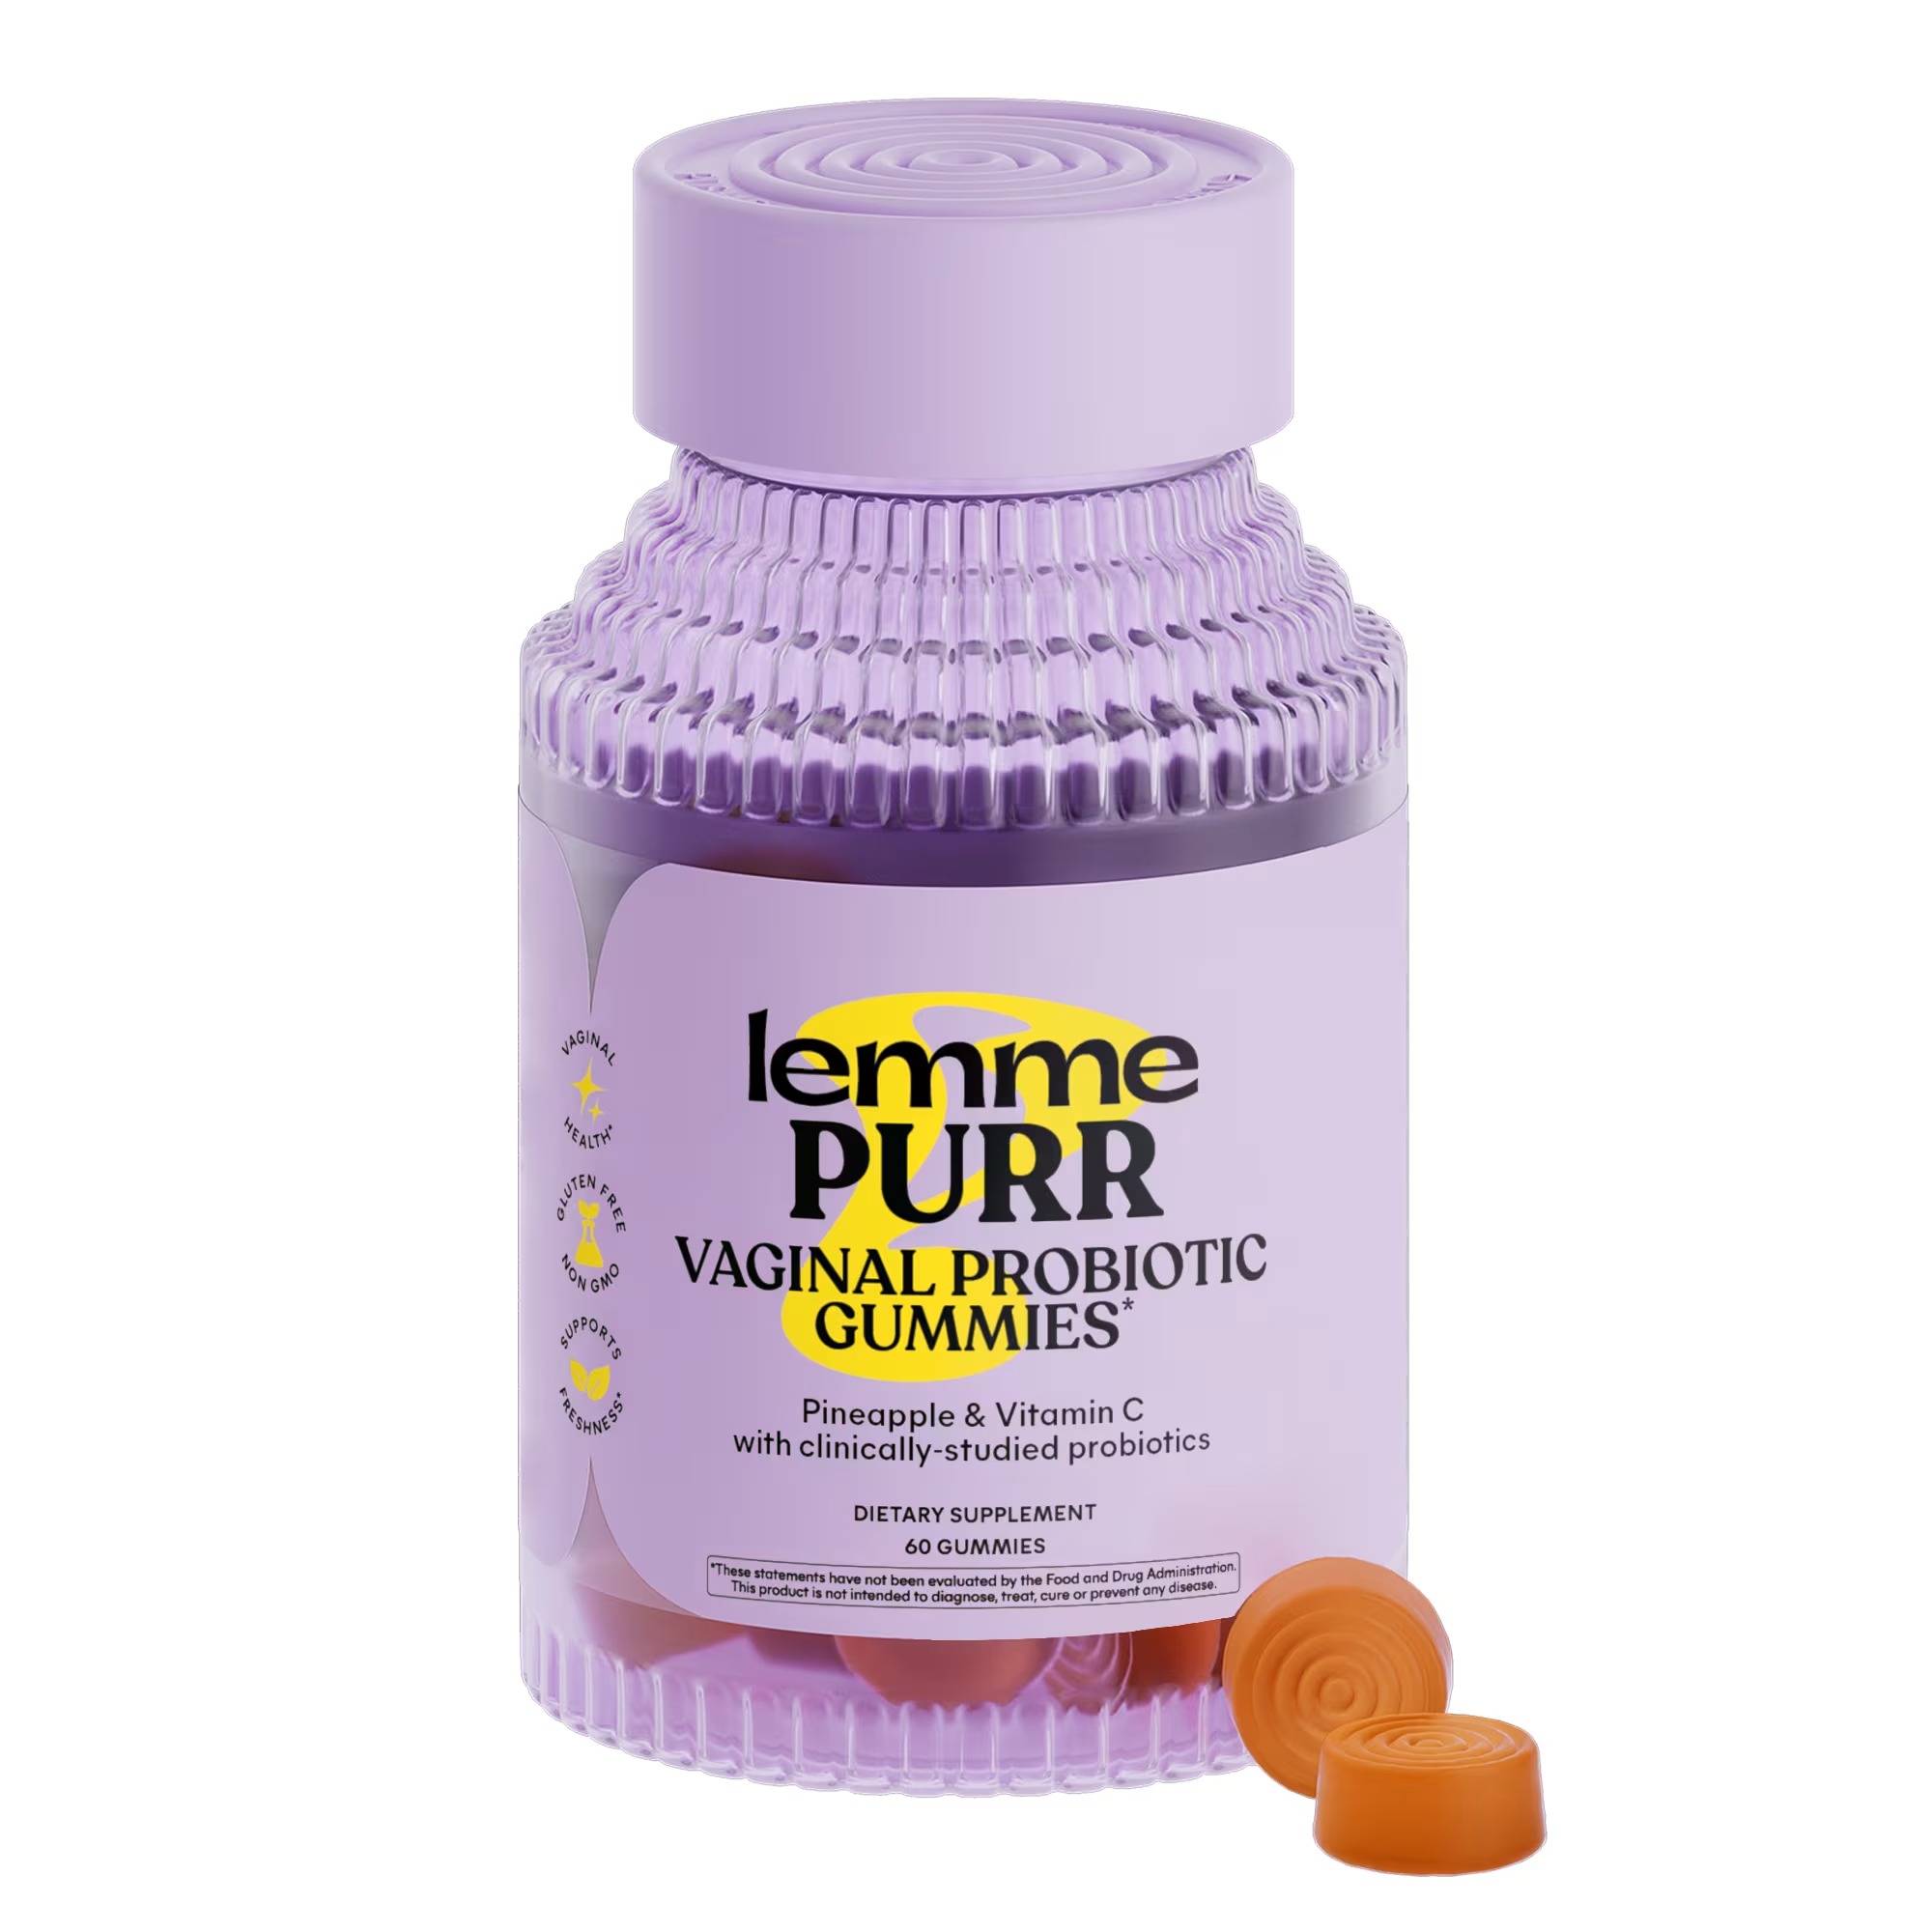 lemme
PURR
VAGINAL PROBIOTIC
GUMMIES*
Pineapple & Vitamin C
with clinically-studied probiotics
DIETARY SUPPLEMENT
60 GUMMIES
*These statements have not been evaluated by the Food and Drug Administration.
This product is not intended to diagnose, treat, cure or prevent any disease.
VAGINAL
HEALTH*
GLUTEN FREE
NON GMO
SUPPORTS
FRESHNESS*